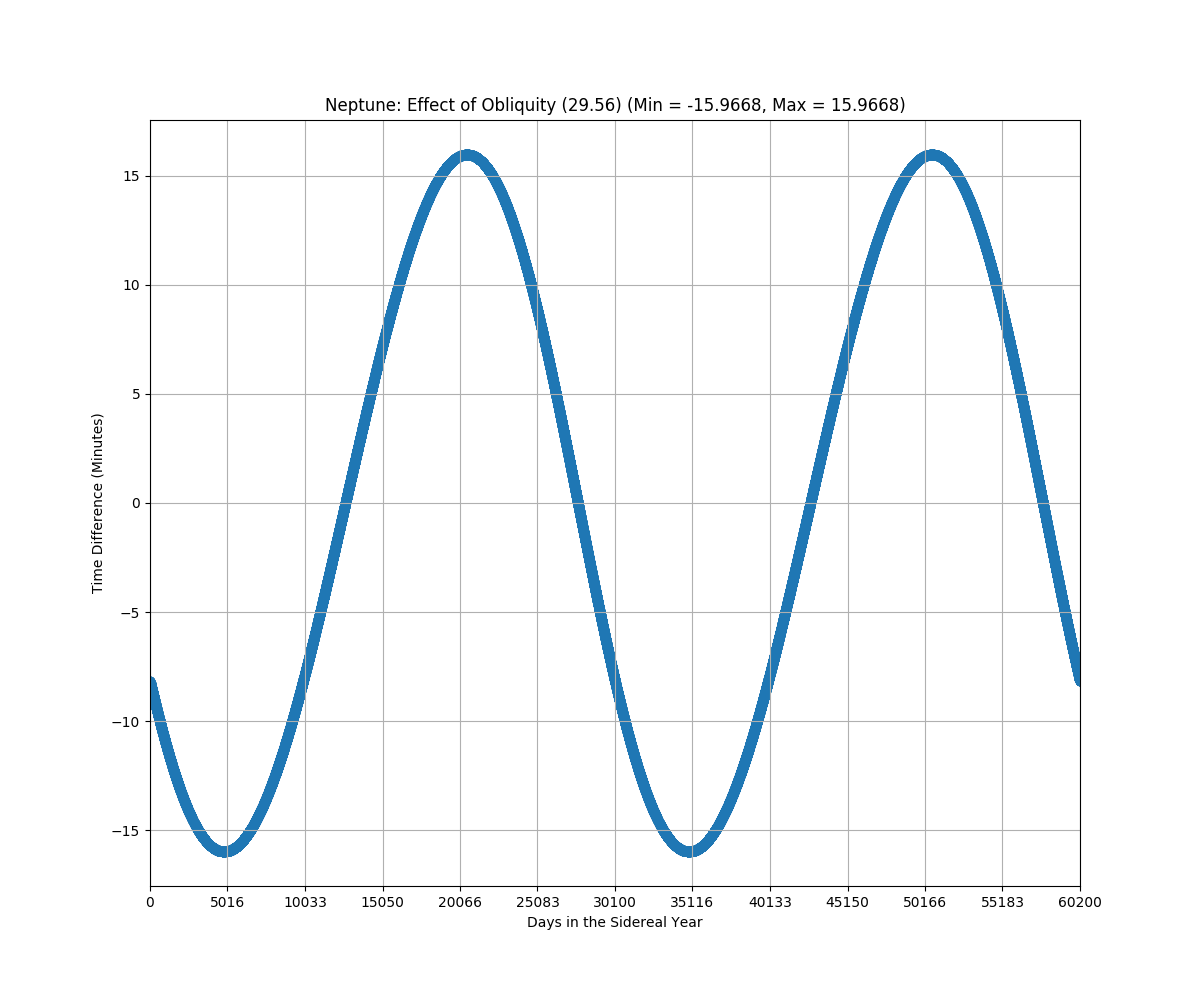 Neptune: Effect of Obliquity (29.56) (Min = -15.9668, Max = 15.9668)
15
10
5
0
−5
−10
−15
Time Difference (Minutes)
0 5016 10033 15050 20066 25083 30100 35116 40133 45150 50166 55183 60200
Days in the Sidereal Year